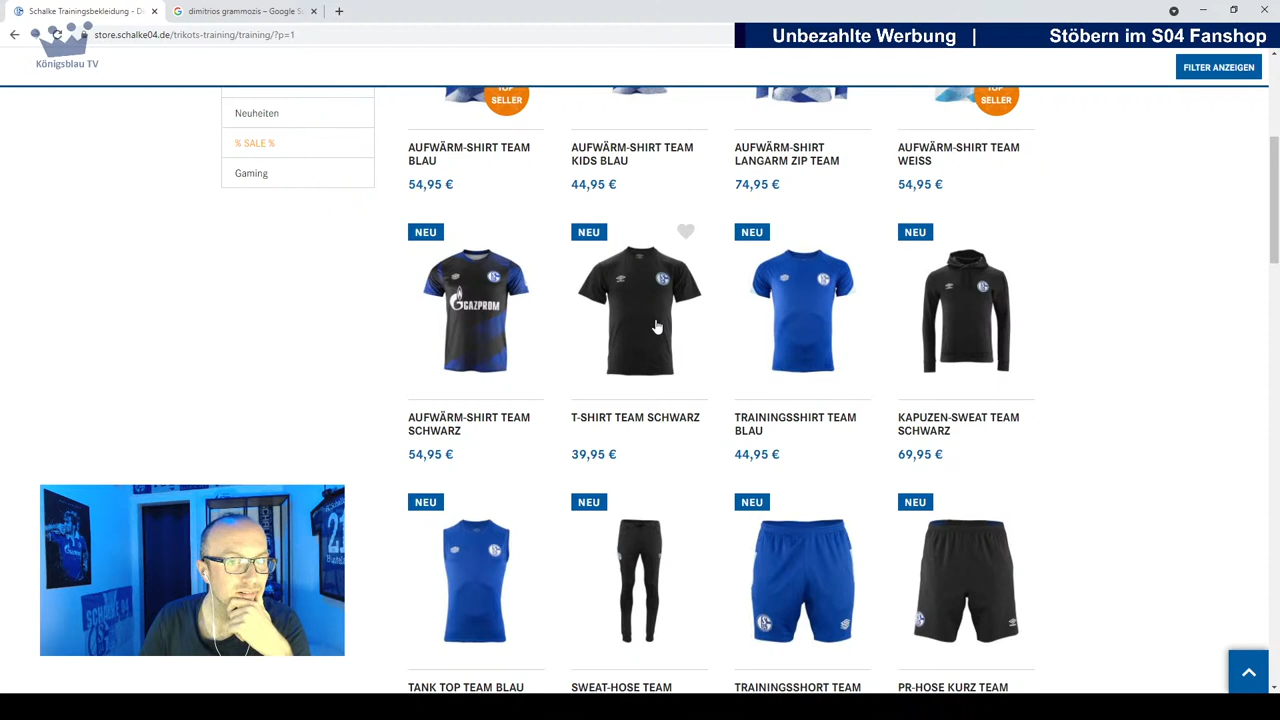 Schalke Trainingsbekleidung - Di
dimitrios grammozis – Google S
store.schalke04.de/trikots-training/training/?p=1
Unbezahlte Werbung | Stöbern im S04 Fanshop
Königsblau TV
FILTER ANZEIGEN
Neuheiten
% SALE %
Gaming
TOP
SELLER
TOP
SELLER
AUFWÄRM-SHIRT TEAM
BLAU
54,95 €
AUFWÄRM-SHIRT TEAM
KIDS BLAU
44,95 €
AUFWÄRM-SHIRT
LANGARM ZIP TEAM
74,95 €
AUFWÄRM-SHIRT TEAM
WEISS
54,95 €
NEU
GAZPROM
AUFWÄRM-SHIRT TEAM
SCHWARZ
54,95 €
NEU
T-SHIRT TEAM SCHWARZ
39,95 €
NEU
TRAININGSSHIRT TEAM
BLAU
44,95 €
NEU
KAPUZEN-SWEAT TEAM
SCHWARZ
69,95 €
NEU
TANK TOP TEAM BLAU
NEU
SWEAT-HOSE TEAM
NEU
TRAININGSSHORT TEAM
NEU
PR-HOSE KURZ TEAM
SCHALKE 04